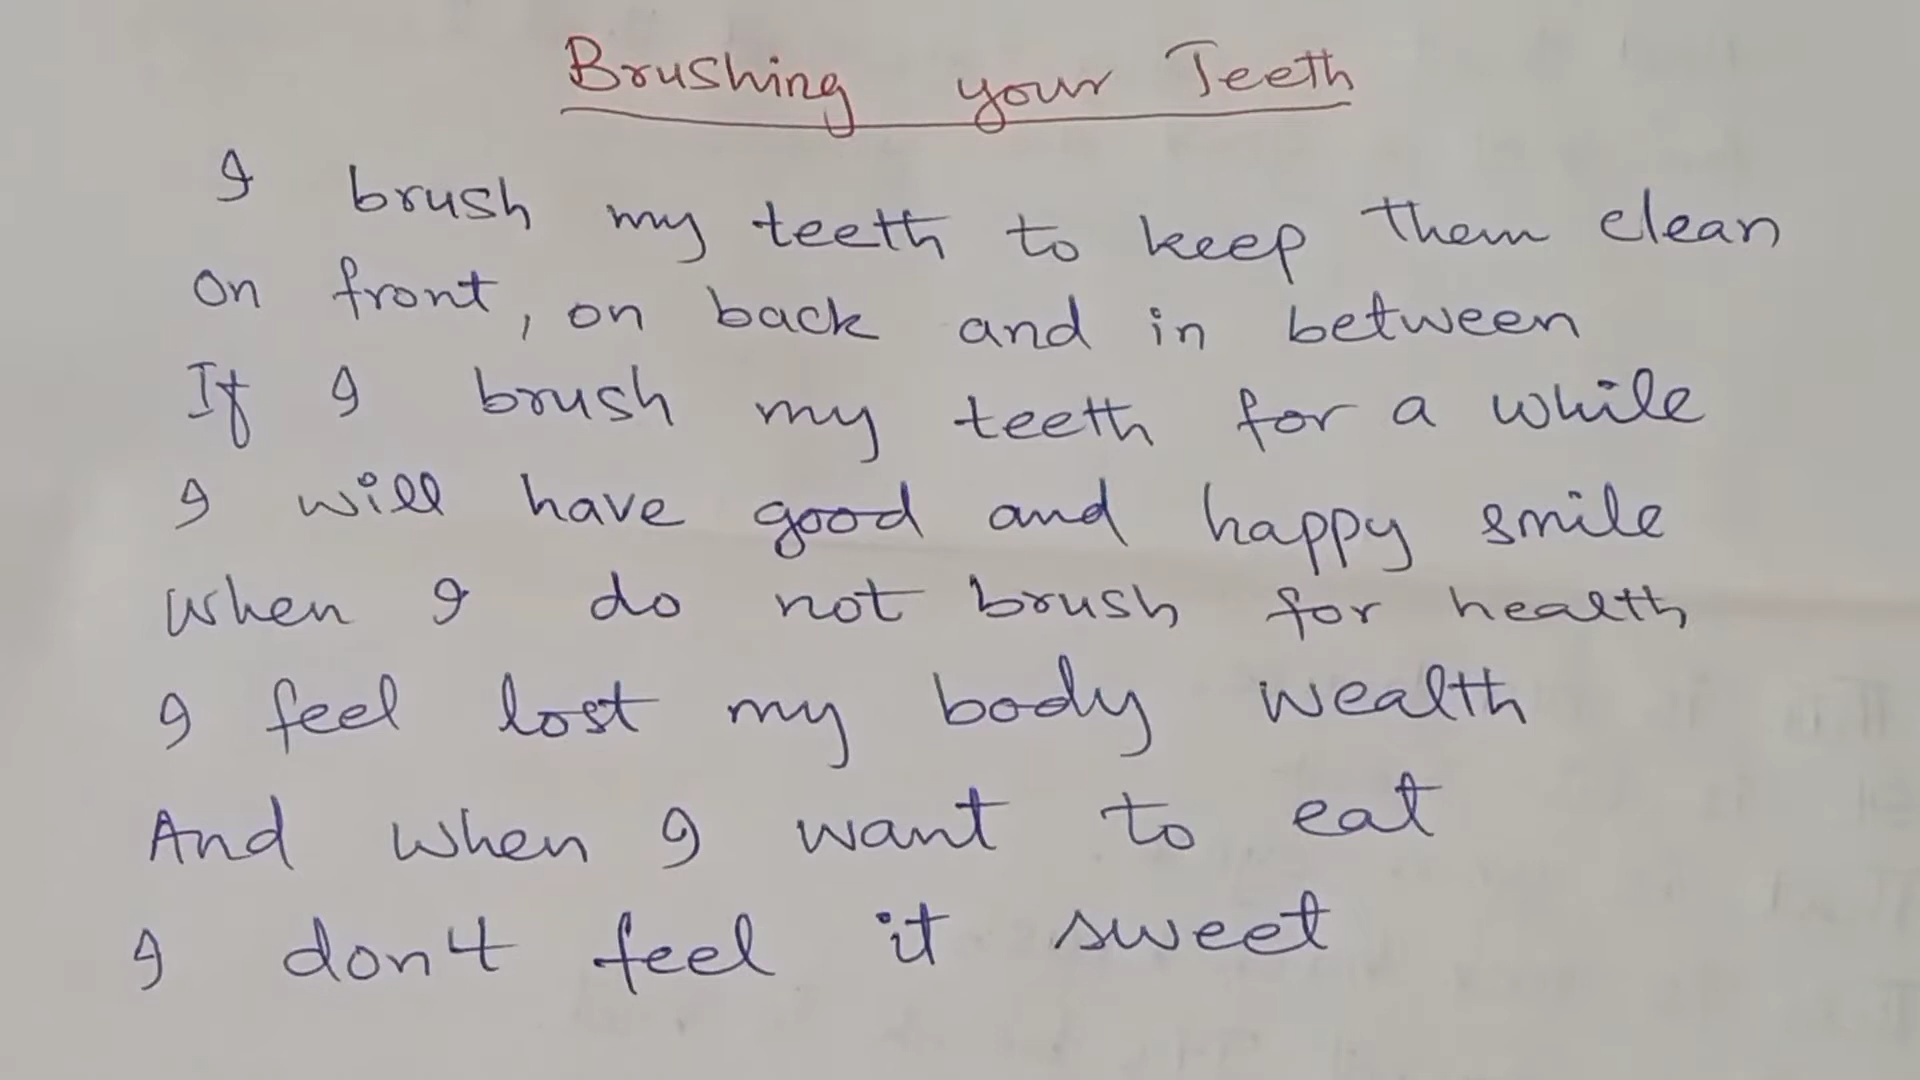 Brushing your Teeth
I brush my teeth to keep them clean
on front, on back and in between
If I brush my teeth for a while
I will have good and happy smile
When I do not brush for health
I feel lost my body wealth
And when I want to eat
I don't feel it sweet